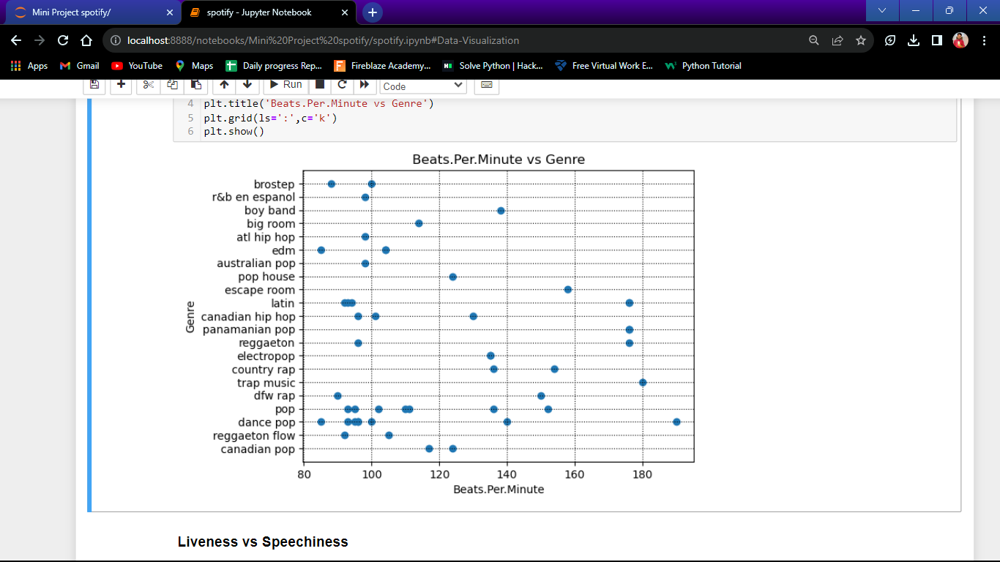 Mini Project spotify/
spotify - Jupyter Notebook
localhost:8888/notebooks/Mini%20Project%20spotify/spotify.ipynb#Data-Visualization
Apps Gmail YouTube Maps Daily progress Rep... Fireblaze Academy... Solve Python | Hack... Free Virtual Work E... Python Tutorial
Run Code
4 plt.title('Beats.Per.Minute vs Genre')
5 plt.grid(ls=':',c='k')
6 plt.show()
Beats.Per.Minute vs Genre
brostep
r&b en espanol
boy band
big room
atl hip hop
edm
australian pop
pop house
escape room
latin
canadian hip hop
panamanian pop
reggaeton
electropop
country rap
trap music
dfw rap
pop
dance pop
reggaeton flow
canadian pop
Genre
80 100 120 140 160 180
Beats.Per.Minute
Liveness vs Speechiness